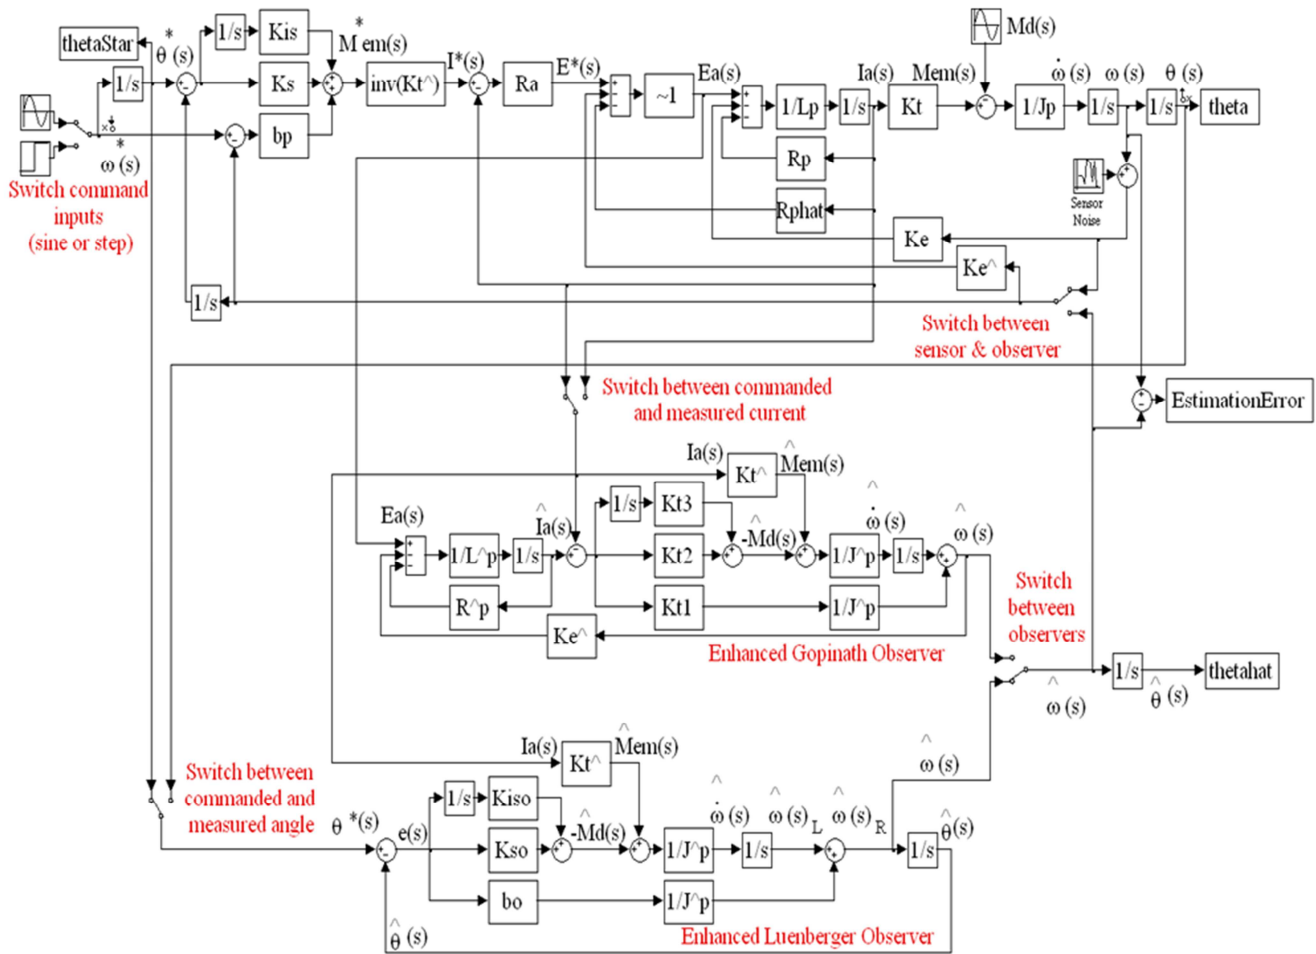 thetaStar
*
θ (s)
1/s
Kis
*
M em(s)
1/s
Ks
inv(Kt^)
I*(s)
Ra
E*(s)
~1
Ea(s)
1/Lp
1/s
Ia(s)
Kt
Mem(s)
Md(s)
1/Jp
ω(s)
1/s
ω(s)
1/s
θ(s)
theta
bp
*
ω (s)
Switch command
inputs
(sine or step)
Rp
Rphat
Sensor
Noise
Ke
Ke^
1/s
Switch between
sensor & observer
Switch between commanded
and measured current
EstimationError
Ia(s)
Kt^
^
Mem(s)
Ea(s)
1/L^p
1/s
^
Ia(s)
1/s
Kt3
Kt2
^
-Md(s)
1/J^p
^
ω(s)
1/s
^
ω(s)
R^p
Kt1
1/J^p
Ke^
Enhanced Gopinath Observer
Switch
between
observers
^
ω (s)
1/s
^
θ (s)
thetahat
Ia(s)
Kt^
^
Mem(s)
^
ω (s)
Switch between
commanded and
measured angle
θ *(s)
e(s)
1/s
Kiso
Kso
^
-Md(s)
1/J^p
^
ω(s)
1/s
^
ω(s) L
^
ω(s) R
1/s
^
θ(s)
bo
1/J^p
^
θ (s)
Enhanced Luenberger Observer